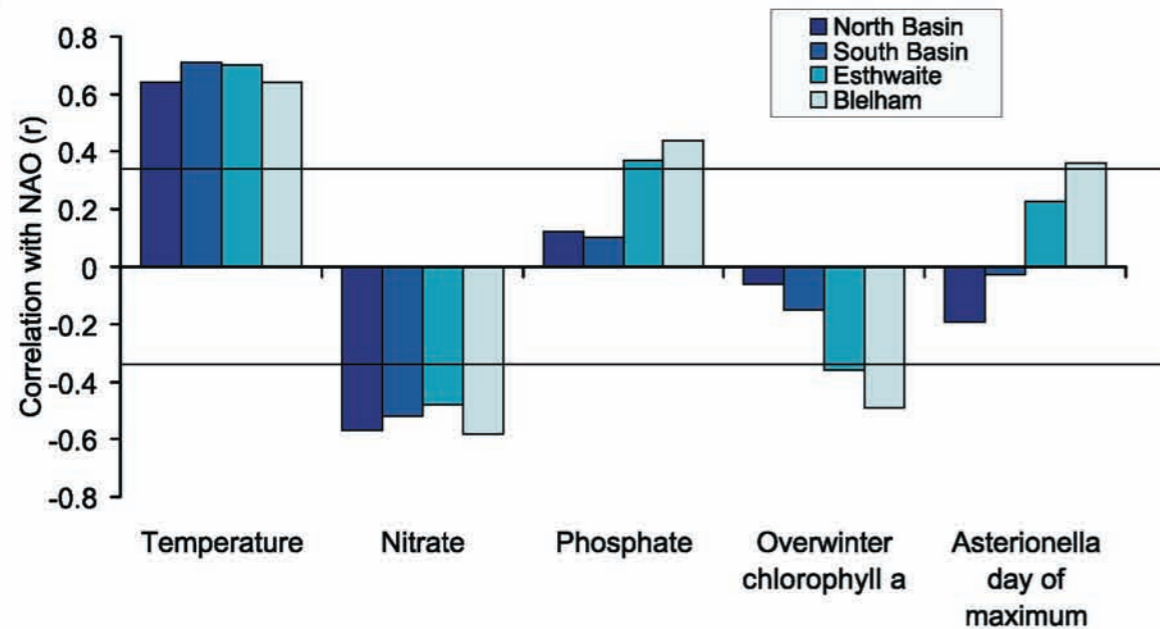 North Basin
South Basin
Esthwaite
Blelham
Correlation with NAO (r)
0.8
0.6
0.4
0.2
0
-0.2
-0.4
-0.6
-0.8
Temperature
Nitrate
Phosphate
Overwinter
chlorophyll a
Asterionella
day of
maximum